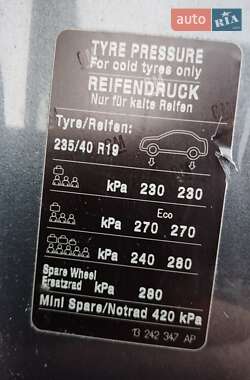 auto RIA
TYRE PRESSURE
For cold tyres only
REIFENDRUCK
Nur für kalte Reifen
Tyre/Reifen:
235/40 R19
kPa 230 230
Eco
kPa 270 270
kPa 240 280
Spare Wheel
Ersatzrad kPa 280
Mini Spare/Notrad 420 kPa
13 242 347 AP